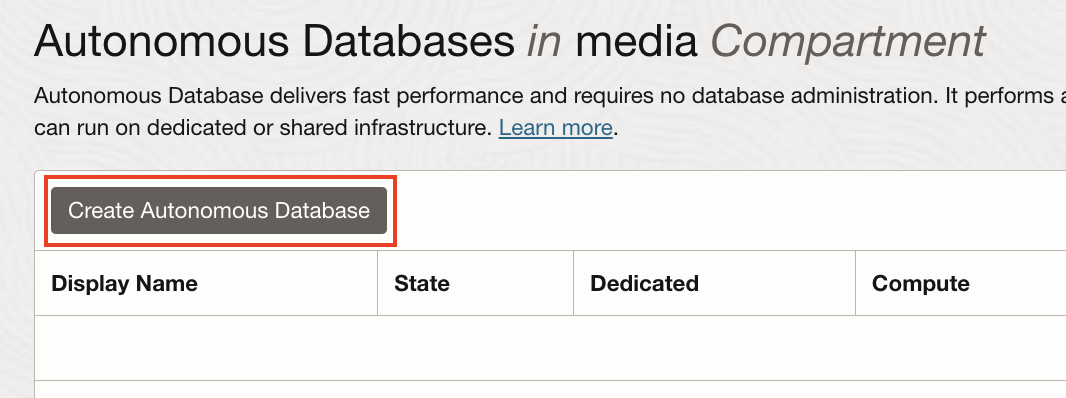 Autonomous Databases in media Compartment
Autonomous Database delivers fast performance and requires no database administration. It performs
can run on dedicated or shared infrastructure. Learn more.
Create Autonomous Database
Display Name State Dedicated Compute